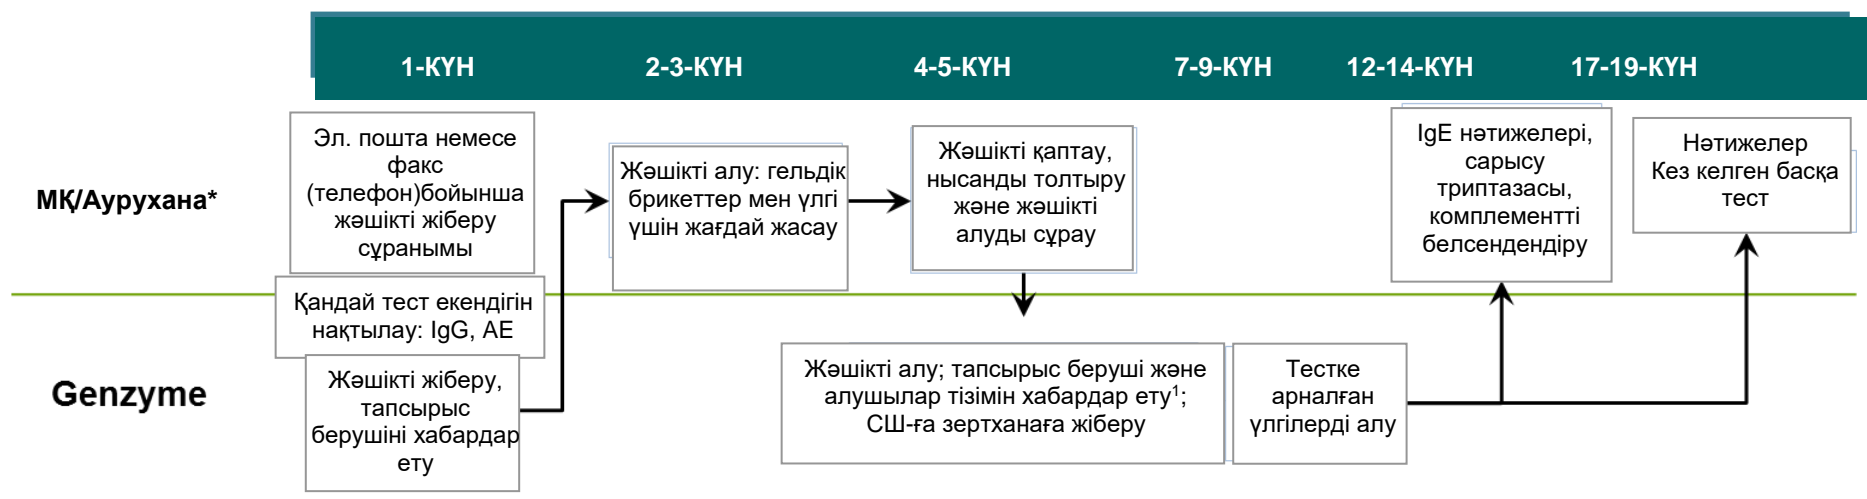 1-КҮН 2-3-КҮН 4-5-КҮН 7-9-КҮН 12-14-КҮН 17-19-КҮН
МҚ/Аурухана*
Эл. пошта немесе
факс
(телефон)бойынша
жәшікті жіберу
сұранымы
Жәшікті алу: гельдік
брикеттер мен үлгі
үшін жағдай жасау
Жәшікті қаптау,
нысанды толтыру
және жәшікті
алуды сұрау
IgE нәтижелері,
сарысу
триптазасы,
комплементті
белсендендіру
Нәтижелер
Кез келген басқа
тест
Қандай тест екендігін
нақтылау: IgG, АЕ
Genzyme
Жәшікті жіберу,
тапсырыс
берушіні хабардар
ету
Жәшікті алу; тапсырыс беруші және
алушылар тізімін хабардар ету¹;
СШ-ға зертханаға жіберу
Тестке
арналған
үлгілерді алу